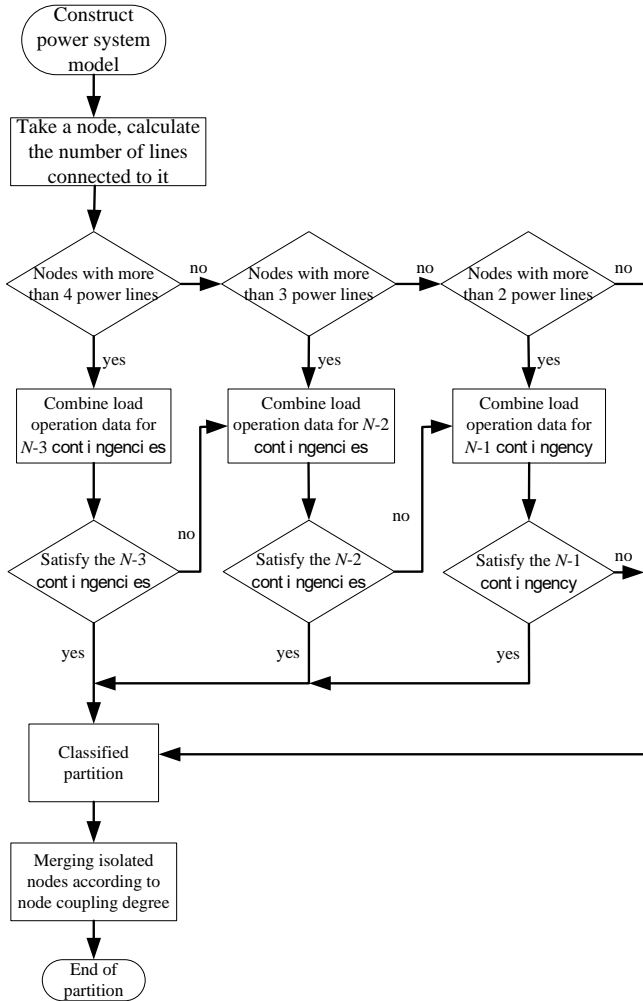 Construct
power system
model
Take a node, calculate
the number of lines
connected to it
Nodes with more
than 4 power lines
no
Nodes with more
than 3 power lines
no
Nodes with more
than 2 power lines
no
yes
yes
yes
Combine load
operation data for
N-3 contingencies
Combine load
operation data for N-2
contingencies
Combine load
operation data for
N-1 contingency
no
no
Satisfy the N-3
contingencies
Satisfy the N-2
contingencies
Satisfy the N-1
contingency
no
yes
yes
yes
Classified
partition
Merging isolated
nodes according to
node coupling degree
End of
partition